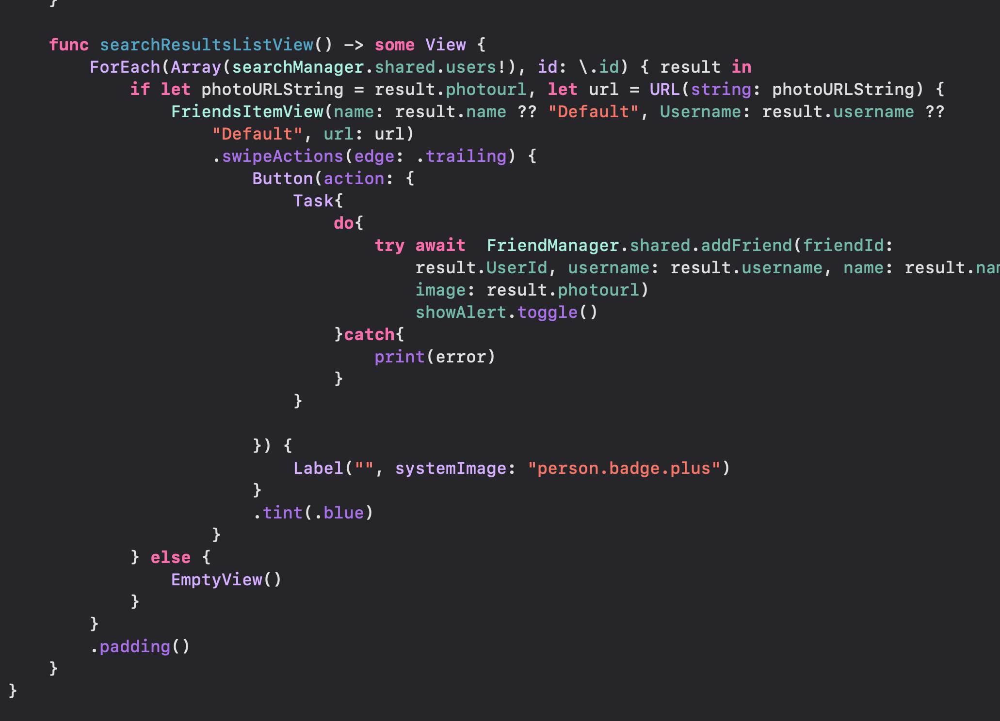 }
func searchResultsListView() -> some View {
ForEach(Array(searchManager.shared.users!), id: \.id) { result in
if let photoURLString = result.photourl, let url = URL(string: photoURLString) {
FriendsItemView(name: result.name ?? "Default", Username: result.username ??
"Default", url: url)
.swipeActions(edge: .trailing) {
Button(action: {
Task{
do{
try await  FriendManager.shared.addFriend(friendId:
result.UserId, username: result.username, name: result.
image: result.photourl)
showAlert.toggle()
}catch{
print(error)
}
}
}) {
Label("", systemImage: "person.badge.plus")
}
.tint(.blue)
}
} else {
EmptyView()
}
}
.padding()
}
}